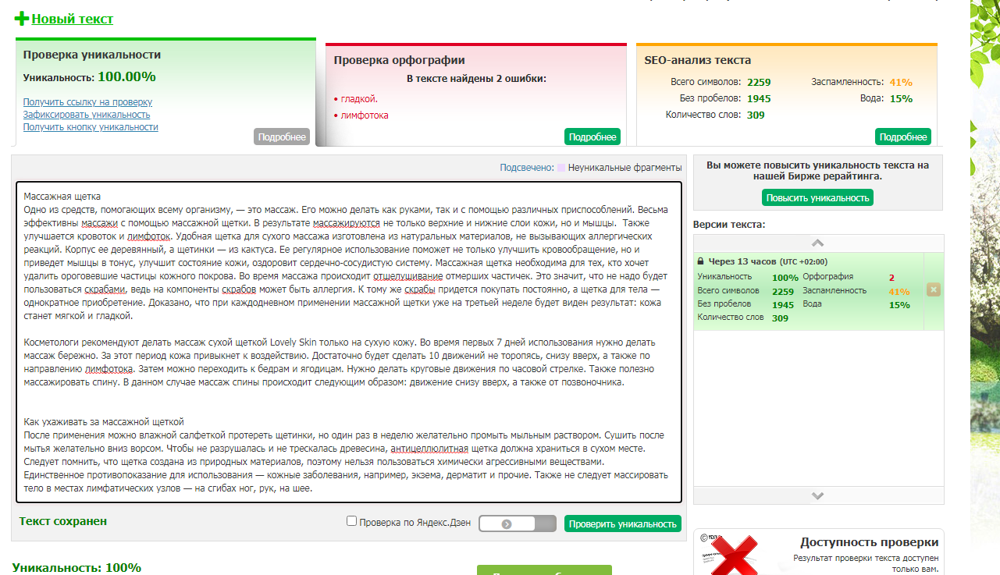 Новый текст
Проверка уникальности
Уникальность: 100.00%
Получить ссылку на проверку
Зафиксировать уникальность
Получить кнопку уникальности
Подробнее
Проверка орфографии
В тексте найдены 2 ошибки:
• гладкой.
• лимфотока
Подробнее
SEO-анализ текста
Всего символов: 2259 Заспамленность: 41%
Без пробелов: 1945 Вода: 15%
Количество слов: 309
Подробнее
Подсвечено: Неуникальные фрагменты
Массажная щетка
Одно из средств, помогающих всему организму, — это массаж. Его можно делать как руками, так и с помощью различных приспособлений. Весьма
эффективны массажи с помощью массажной щетки. В результате массажируются не только верхние и нижние слои кожи, но и мышцы.  Также
улучшается кровоток и лимфоток. Удобная щетка для сухого массажа изготовлена из натуральных материалов, не вызывающих аллергических
реакций. Корпус ее деревянный, а щетинки — из кактуса. Ее регулярное использование поможет не только улучшить кровообращение, но и
приведет мышцы в тонус, улучшит состояние кожи, оздоровит сердечно-сосудистую систему. Массажная щетка необходима для тех, кто хочет
удалить ороговевшие частицы кожного покрова. Во время массажа происходит отшелушивание отмерших частичек. Это значит, что не надо будет
пользоваться скрабами, ведь на компоненты скрабов может быть аллергия. К тому же скрабы придется покупать постоянно, а щетка для тела —
однократное приобретение. Доказано, что при каждодневном применении массажной щетки уже на третьей неделе будет виден результат: кожа
станет мягкой и гладкой.
Косметологи рекомендуют делать массаж сухой щеткой Lovely Skin только на сухую кожу. Во время первых 7 дней использования нужно делать
массаж бережно. За этот период кожа привыкнет к воздействию. Достаточно будет сделать 10 движений не торопясь, снизу вверх, а также по
направлению лимфотока. Затем можно переходить к бедрам и ягодицам. Нужно делать круговые движения по часовой стрелке. Также полезно
массажировать спину. В данном случае массаж спины происходит следующим образом: движение снизу вверх, а также от позвоночника.
Как ухаживать за массажной щеткой
После применения можно влажной салфеткой протереть щетинки, но один раз в неделю желательно промыть мыльным раствором. Сушить после
мытья желательно вниз ворсом. Чтобы не разрушалась и не трескалась древесина, антицеллюлитная щетка должна храниться в сухом месте.
Следует помнить, что щетка создана из природных материалов, поэтому нельзя пользоваться химически агрессивными веществами.
Единственное противопоказание для использования — кожные заболевания, например, экзема, дерматит и прочие. Также не следует массировать
тело в местах лимфатических узлов — на сгибах ног, рук, на шее.
Текст сохранен
Проверка по Яндекс.Дзен
Проверить уникальность
Уникальность: 100%
Вы можете повысить уникальность текста на
нашей Бирже рерайтинга.
Повысить уникальность
Версии текста:
Через 13 часов (UTC +02:00)
Уникальность 100% Орфография 2
Всего символов 2259 Заспамленность 41%
Без пробелов 1945 Вода 15%
Количество слов 309
Доступность проверки
Результат проверки текста доступен
только вам.